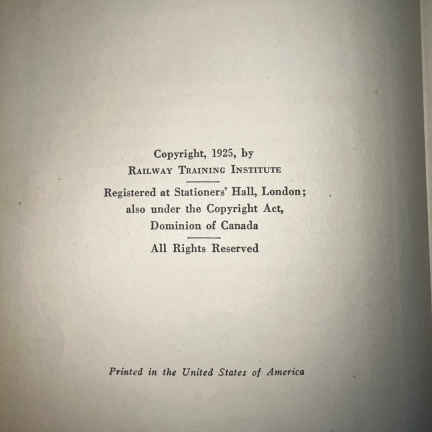 Copyright, 1925, by
RAILWAY TRAINING INSTITUTE
Registered at Stationers' Hall, London;
also under the Copyright Act,
Dominion of Canada
All Rights Reserved
Printed in the United States of America